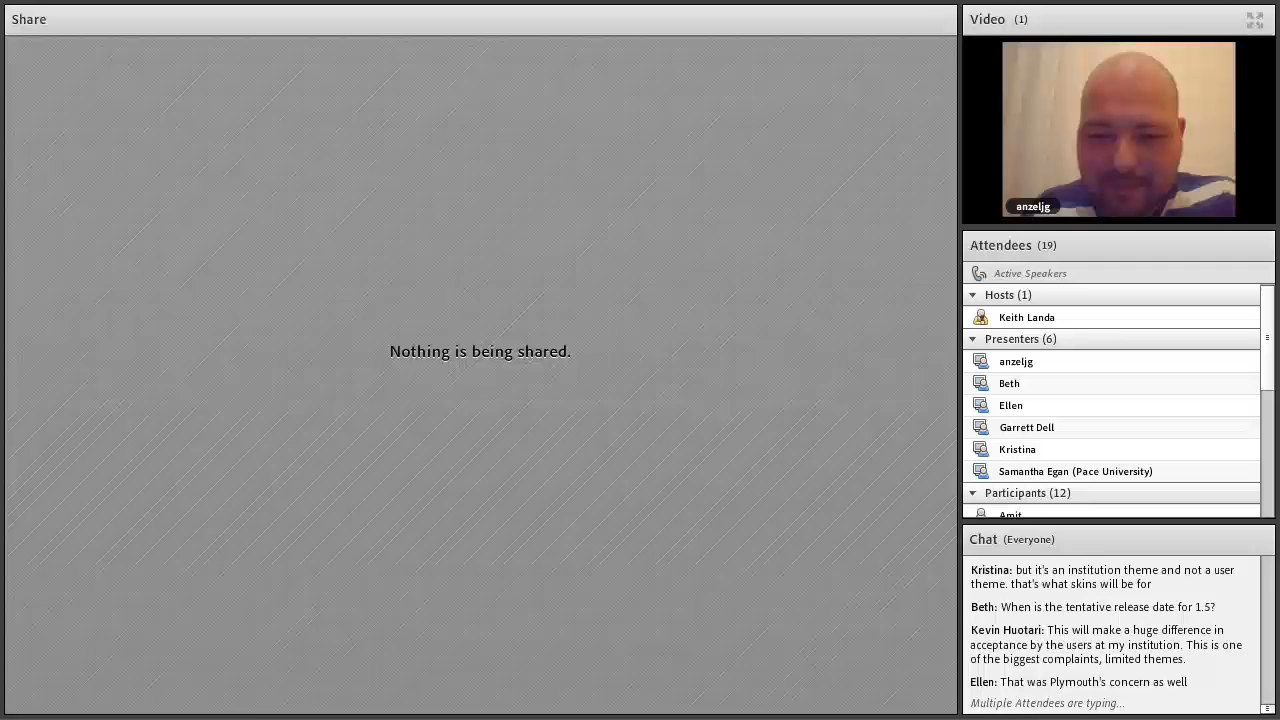 Share
Nothing is being shared.
Video (1)
anzeljg
Attendees (19)
Active Speakers
Hosts (1)
Keith Landa
Presenters (6)
anzeljg
Beth
Ellen
Garrett Dell
Kristina
Samantha Egan (Pace University)
Participants (12)
Amit
Chat (Everyone)
Kristina: but it's an institution theme and not a user
theme. that's what skins will be for
Beth: When is the tentative release date for 1.5?
Kevin Huotari: This will make a huge difference in
acceptance by the users at my institution. This is one
of the biggest complaints, limited themes.
Ellen: That was Plymouth's concern as well
Multiple Attendees are typing...